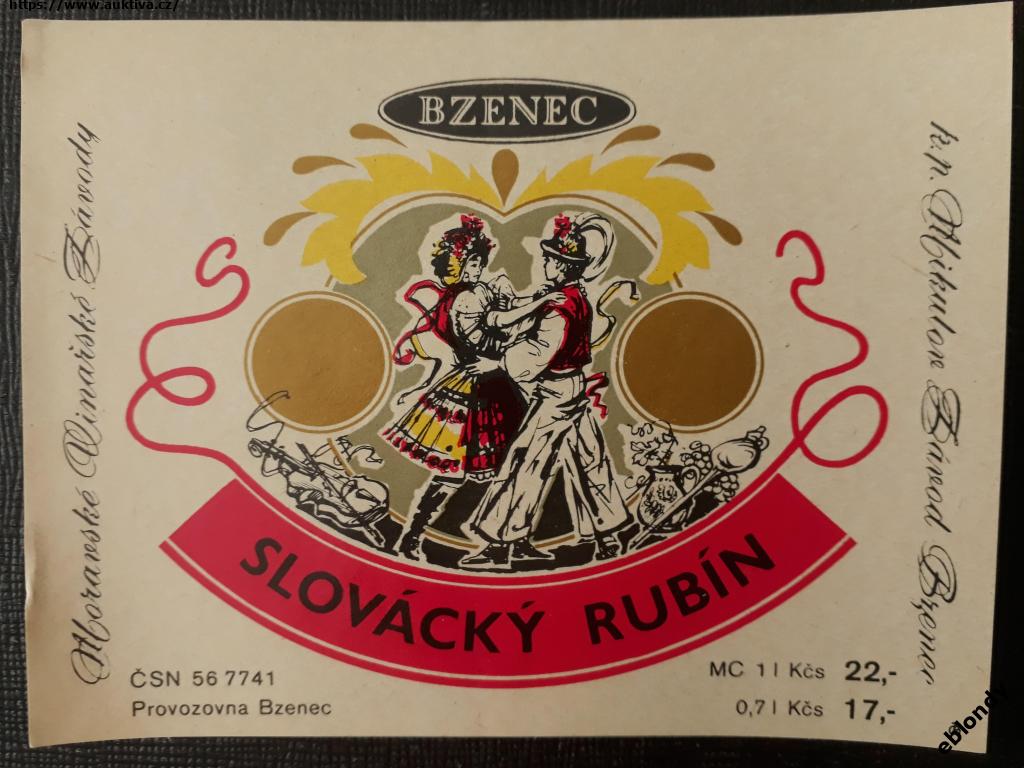 https://www.auktiva.cz/
BZENEC
Moravské Vinařské Závody
k.p. Mikulov Závod Bzenec
SLOVÁCKÝ RUBÍN
ČSN 56 7741
Provozovna Bzenec
MC 1 l Kčs 22,-
0,7 l Kčs 17,-
eblondy